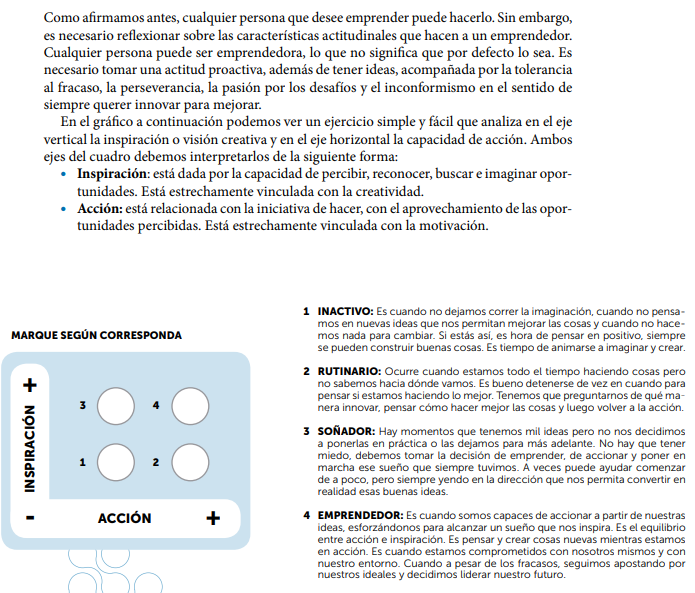 Como afirmamos antes, cualquier persona que desee emprender puede hacerlo. Sin embargo,
es necesario reflexionar sobre las características actitudinales que hacen a un emprendedor.
Cualquier persona puede ser emprendedora, lo que no significa que por defecto lo sea. Es
necesario tomar una actitud proactiva, además de tener ideas, acompañada por la tolerancia
al fracaso, la perseverancia, la pasión por los desafíos y el inconformismo en el sentido de
siempre querer innovar para mejorar.
En el gráfico a continuación podemos ver un ejercicio simple y fácil que analiza en el eje
vertical la inspiración o visión creativa y en el eje horizontal la capacidad de acción. Ambos
ejes del cuadro debemos interpretarlos de la siguiente forma:
• Inspiración: está dada por la capacidad de percibir, reconocer, buscar e imaginar opor-
tunidades. Está estrechamente vinculada con la creatividad.
• Acción: está relacionada con la iniciativa de hacer, con el aprovechamiento de las opor-
tunidades percibidas. Está estrechamente vinculada con la motivación.
MARQUE SEGÚN CORRESPONDA
+
INSPIRACIÓN
3 4
1 2
- ACCIÓN +
1 INACTIVO: Es cuando no dejamos correr la imaginación, cuando no pensa-
mos en nuevas ideas que nos permitan mejorar las cosas y cuando no hace-
mos nada para cambiar. Si estás así, es hora de pensar en positivo, siempre
se pueden construir buenas cosas. Es tiempo de animarse a imaginar y crear.
2 RUTINARIO: Ocurre cuando estamos todo el tiempo haciendo cosas pero
no sabemos hacia dónde vamos. Es bueno detenerse de vez en cuando para
pensar si estamos haciendo lo mejor. Tenemos que preguntarnos de qué ma-
nera innovar, pensar cómo hacer mejor las cosas y luego volver a la acción.
3 SOÑADOR: Hay momentos que tenemos mil ideas pero no nos decidimos
a ponerlas en práctica o las dejamos para más adelante. No hay que tener
miedo, debemos tomar la decisión de emprender, de accionar y poner en
marcha ese sueño que siempre tuvimos. A veces puede ayudar comenzar
de a poco, pero siempre yendo en la dirección que nos permita convertir en
realidad esas buenas ideas.
4 EMPRENDEDOR: Es cuando somos capaces de accionar a partir de nuestras
ideas, esforzándonos para alcanzar un sueño que nos inspira. Es el equilibrio
entre acción e inspiración. Es pensar y crear cosas nuevas mientras estamos
en acción. Es cuando estamos comprometidos con nosotros mismos y con
nuestro entorno. Cuando a pesar de los fracasos, seguimos apostando por
nuestros ideales y decidimos liderar nuestro futuro.